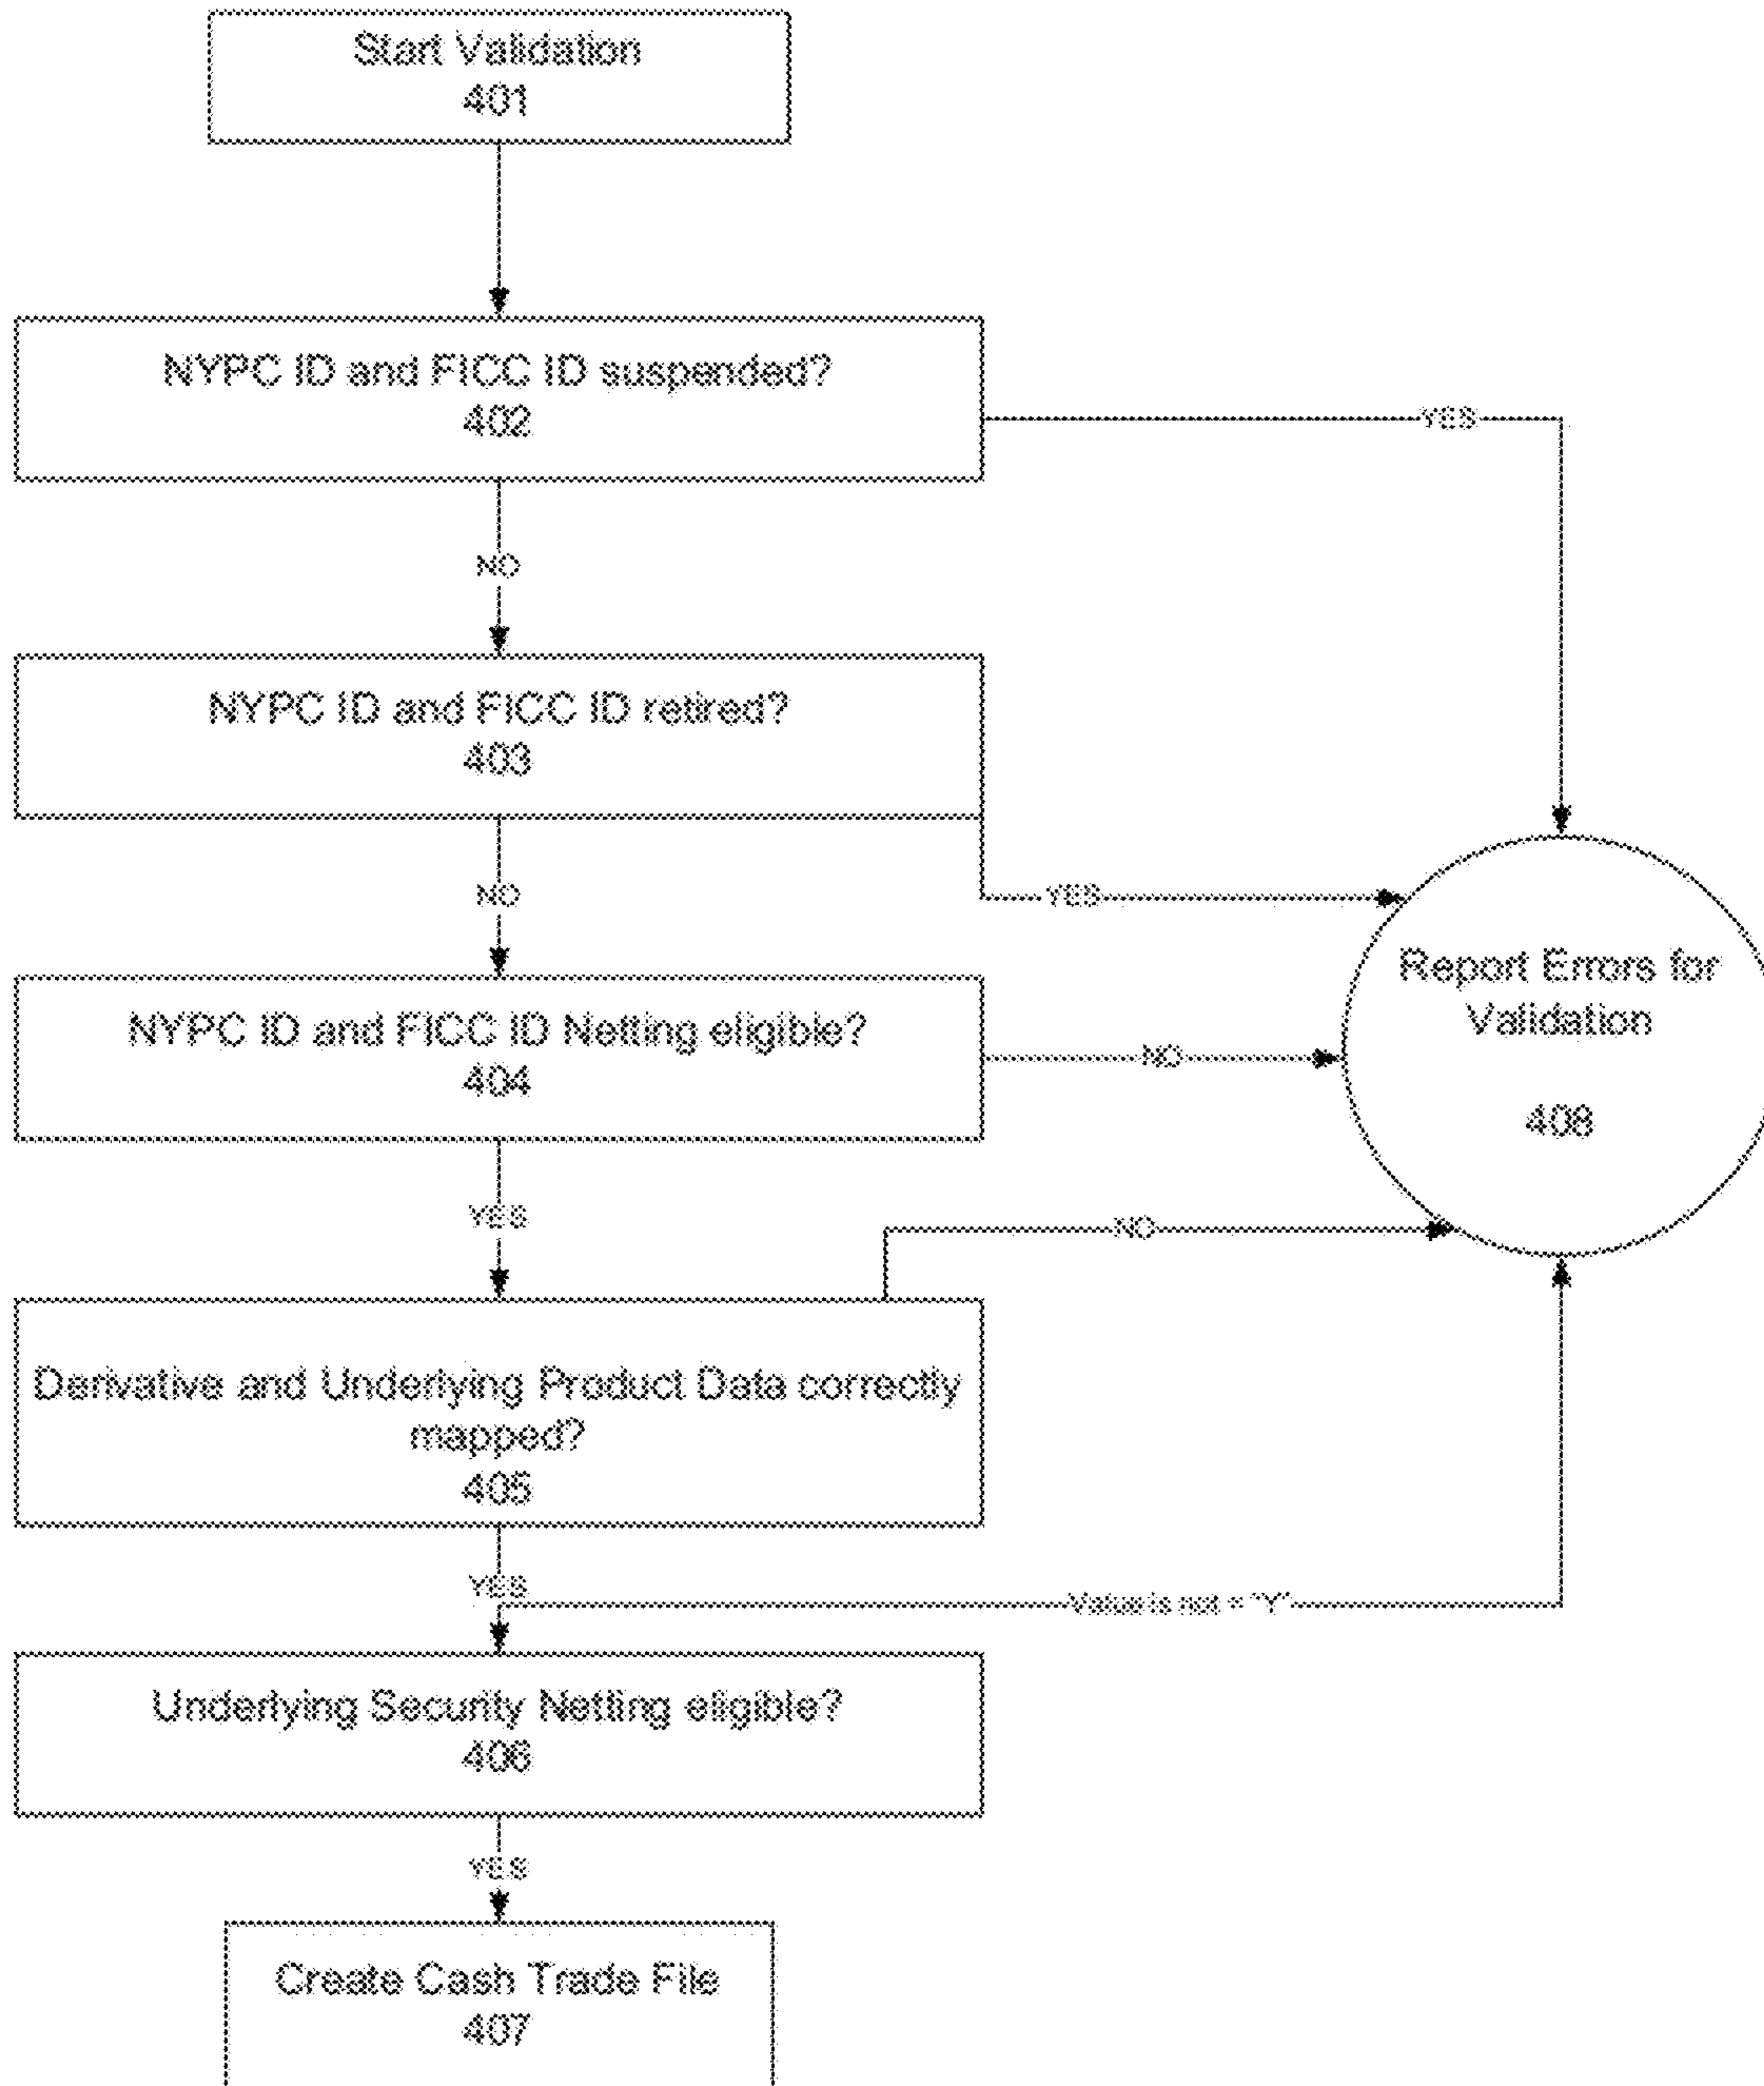 Start Validation
401
NYPC ID and FICC ID suspended?
402
YES
NO
NYPC ID and FICC ID retired?
403
NO
YES
NYPC ID and FICC ID Netting eligible?
404
NO
Report Errors for
Validation
408
YES
NO
Derivative and Underlying Product Data correctly
mapped?
405
YES
Value is not = "Y"
Underlying Security Netting eligible?
406
YES
Create Cash Trade File
407